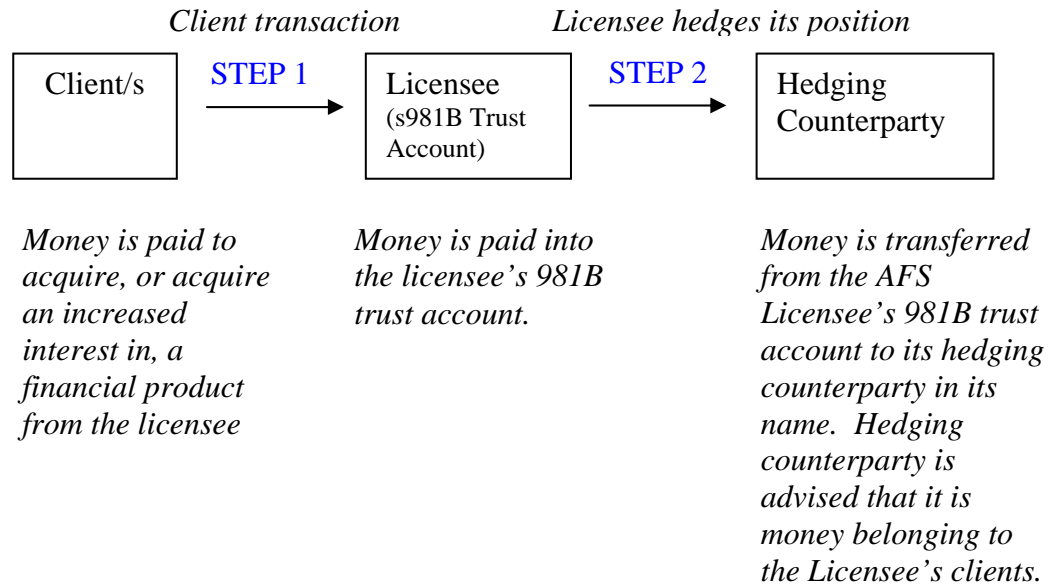 Client transaction
Licensee hedges its position
Client/s
STEP 1
Licensee
(s981B Trust
Account)
STEP 2
Hedging
Counterparty
Money is paid to
acquire, or acquire
an increased
interest in, a
financial product
from the licensee
Money is paid into
the licensee’s 981B
trust account.
Money is transferred
from the AFS
Licensee’s 981B trust
account to its hedging
counterparty in its
name.  Hedging
counterparty is
advised that it is
money belonging to
the Licensee’s clients.